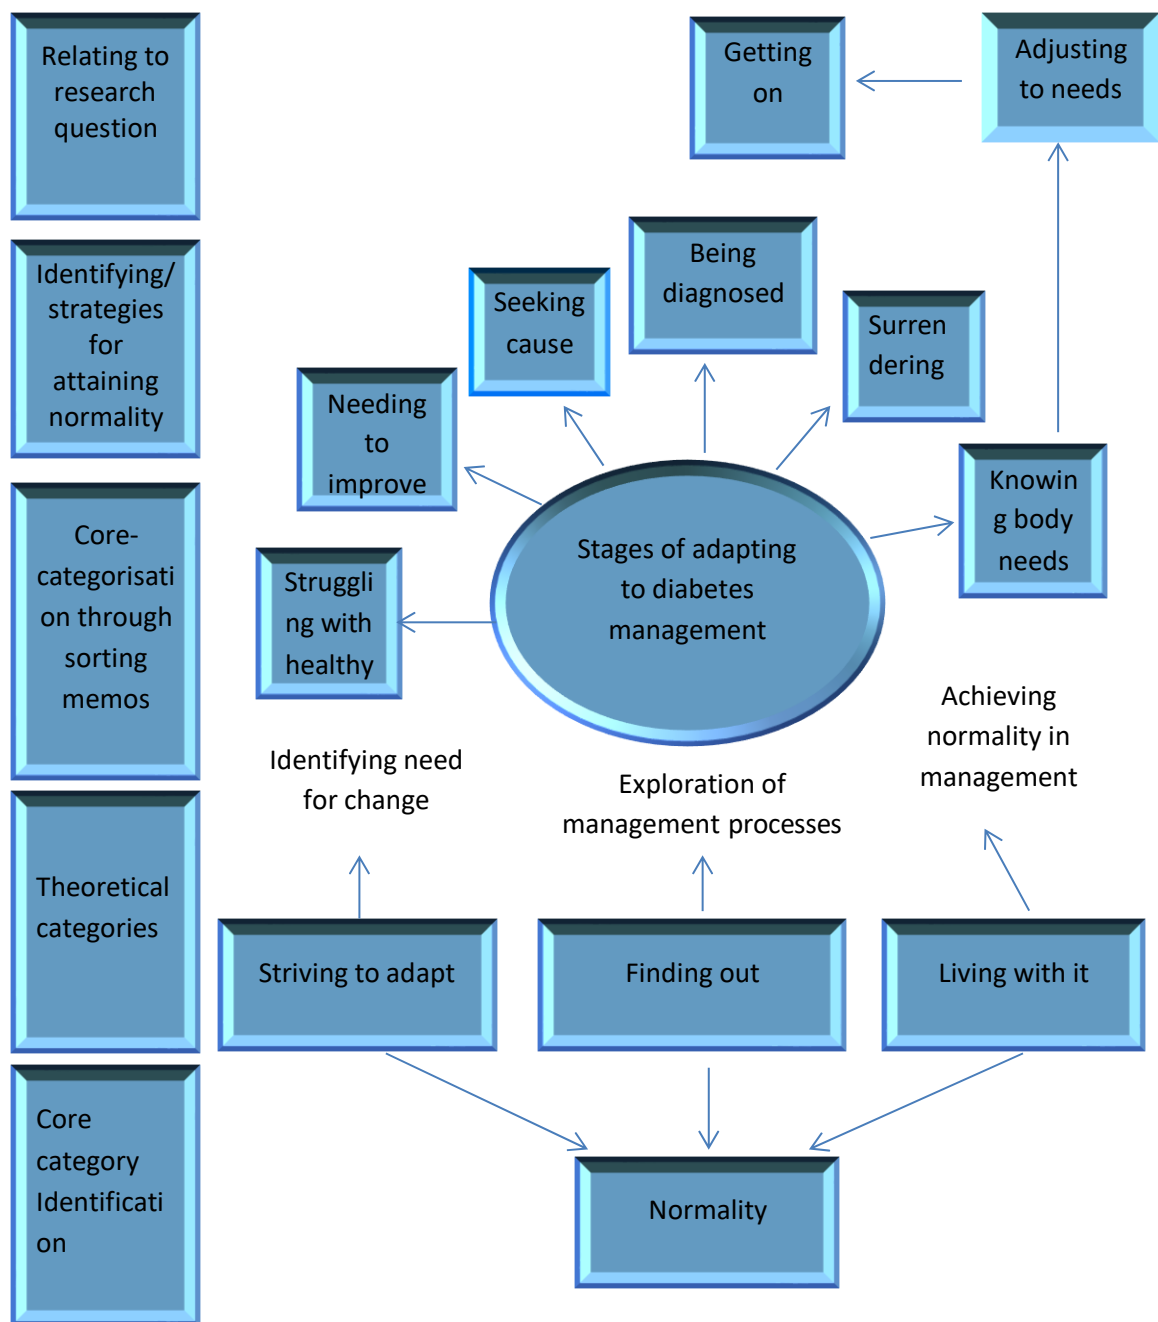 Relating to
research
question
Identifying/
strategies
for
attaining
normality
Core-
categorisati
on through
sorting
memos
Theoretical
categories
Core
category
Identificati
on
Getting
on
Adjusting
to needs
Being
diagnosed
Seeking
cause
Surren
dering
Needing
to
improve
Knowin
g body
needs
Struggli
ng with
healthy
Stages of adapting
to diabetes
management
Identifying need
for change
Exploration of
management processes
Achieving
normality in
management
Striving to adapt
Finding out
Living with it
Normality